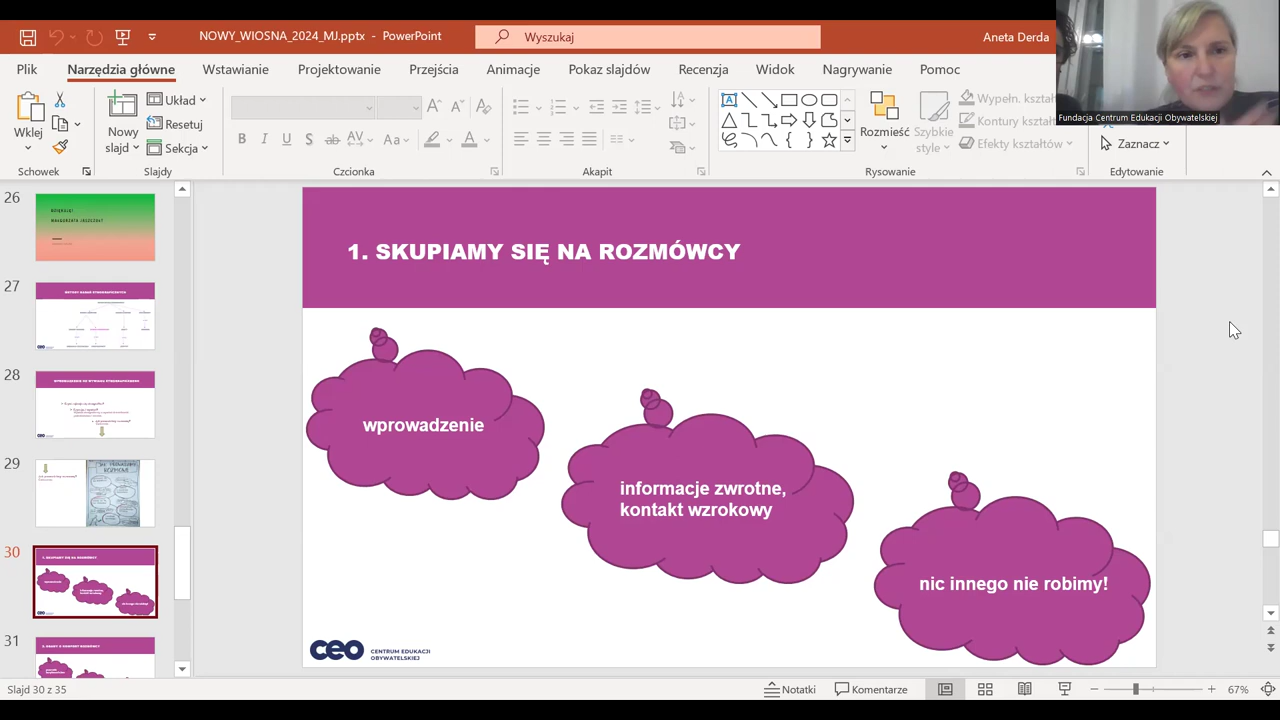 NOWY_WIOSNA_2024_MJ.pptx - PowerPoint
Wyszukaj
Aneta Derda
Plik Narzędzia główne Wstawianie Projektowanie Przejścia Animacje Pokaz slajdów Recenzja Widok Nagrywanie Pomoc
Fundacja Centrum Edukacji Obywatelskiej
Wklej
Nowy
slajd
Układ
Resetuj
Sekcja
Rozmieść
Szybkie
style
Wypełn. kształt
Kontury kształtu
Efekty kształtów
Zaznacz
Schowek Slajdy Czcionka Akapit Rysowanie Edytowanie
26
27
28
29
30
31
1. SKUPIAMY SIĘ NA ROZMÓWCY
wprowadzenie
informacje zwrotne,
kontakt wzrokowy
nic innego nie robimy!
CEO CENTRUM EDUKACJI
OBYWATELSKIEJ
Slajd 30 z 35 Notatki Komentarze 67%